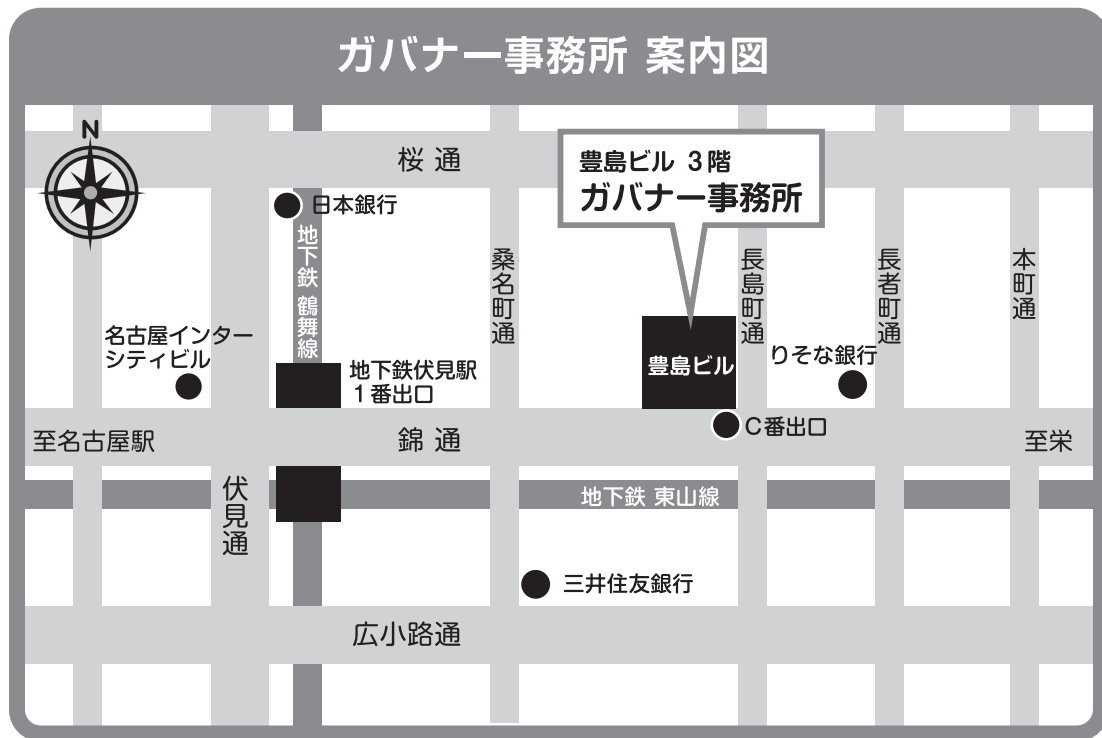 ガバナー事務所 案内図
N
桜 通
豊島ビル 3階
ガバナー事務所
日本銀行
地下鉄 鶴舞線
桑名町通
長島町通
長者町通
本町通
名古屋インター
シティビル
地下鉄伏見駅
1番出口
豊島ビル
りそな銀行
C番出口
至名古屋駅
錦 通
至栄
伏見通
地下鉄 東山線
三井住友銀行
広小路通